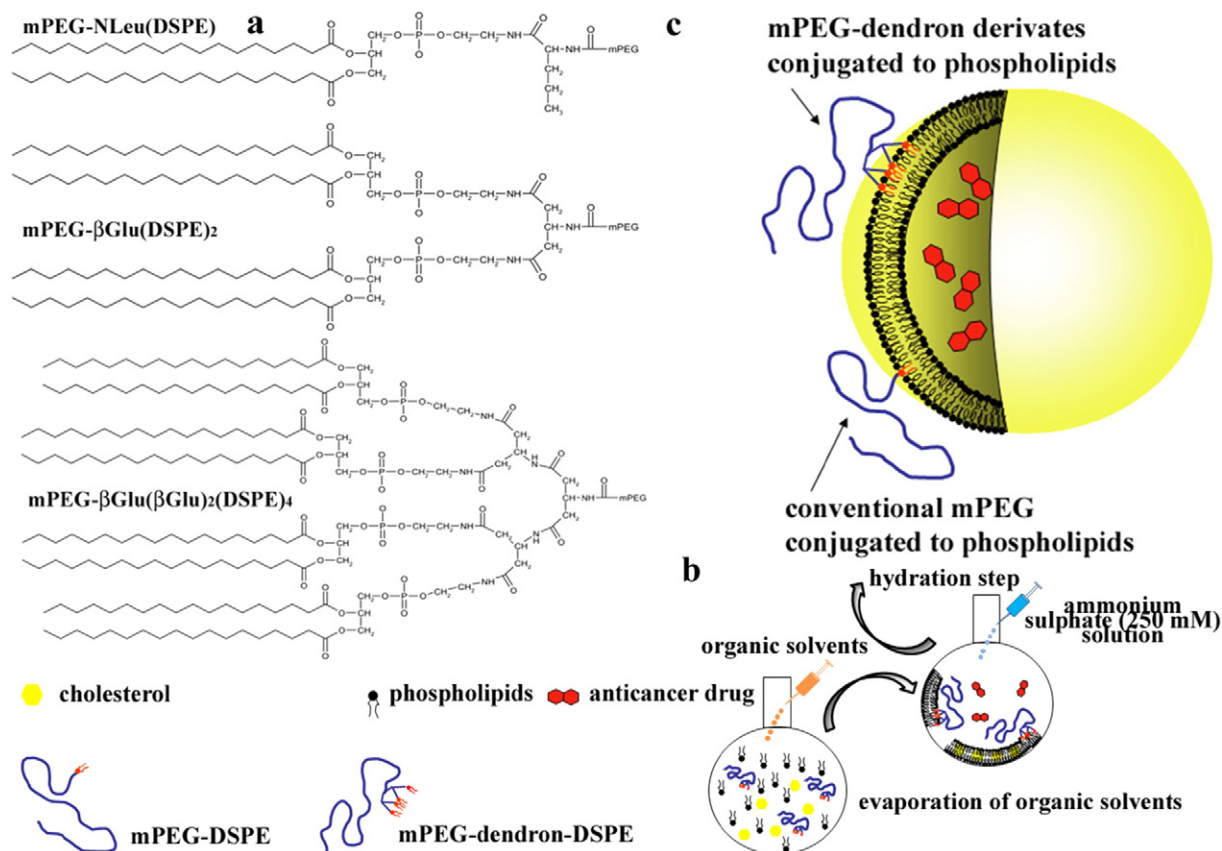 mPEG-NLeu(DSPE)
a
mPEG-βGlu(DSPE)2
mPEG-βGlu(βGlu)2(DSPE)4
c
mPEG-dendron derivates
conjugated to phospholipids
conventional mPEG
conjugated to phospholipids
b
hydration step
ammonium
sulphate (250 mM)
solution
organic solvents
evaporation of organic solvents
cholesterol
phospholipids
anticancer drug
mPEG-DSPE
mPEG-dendron-DSPE